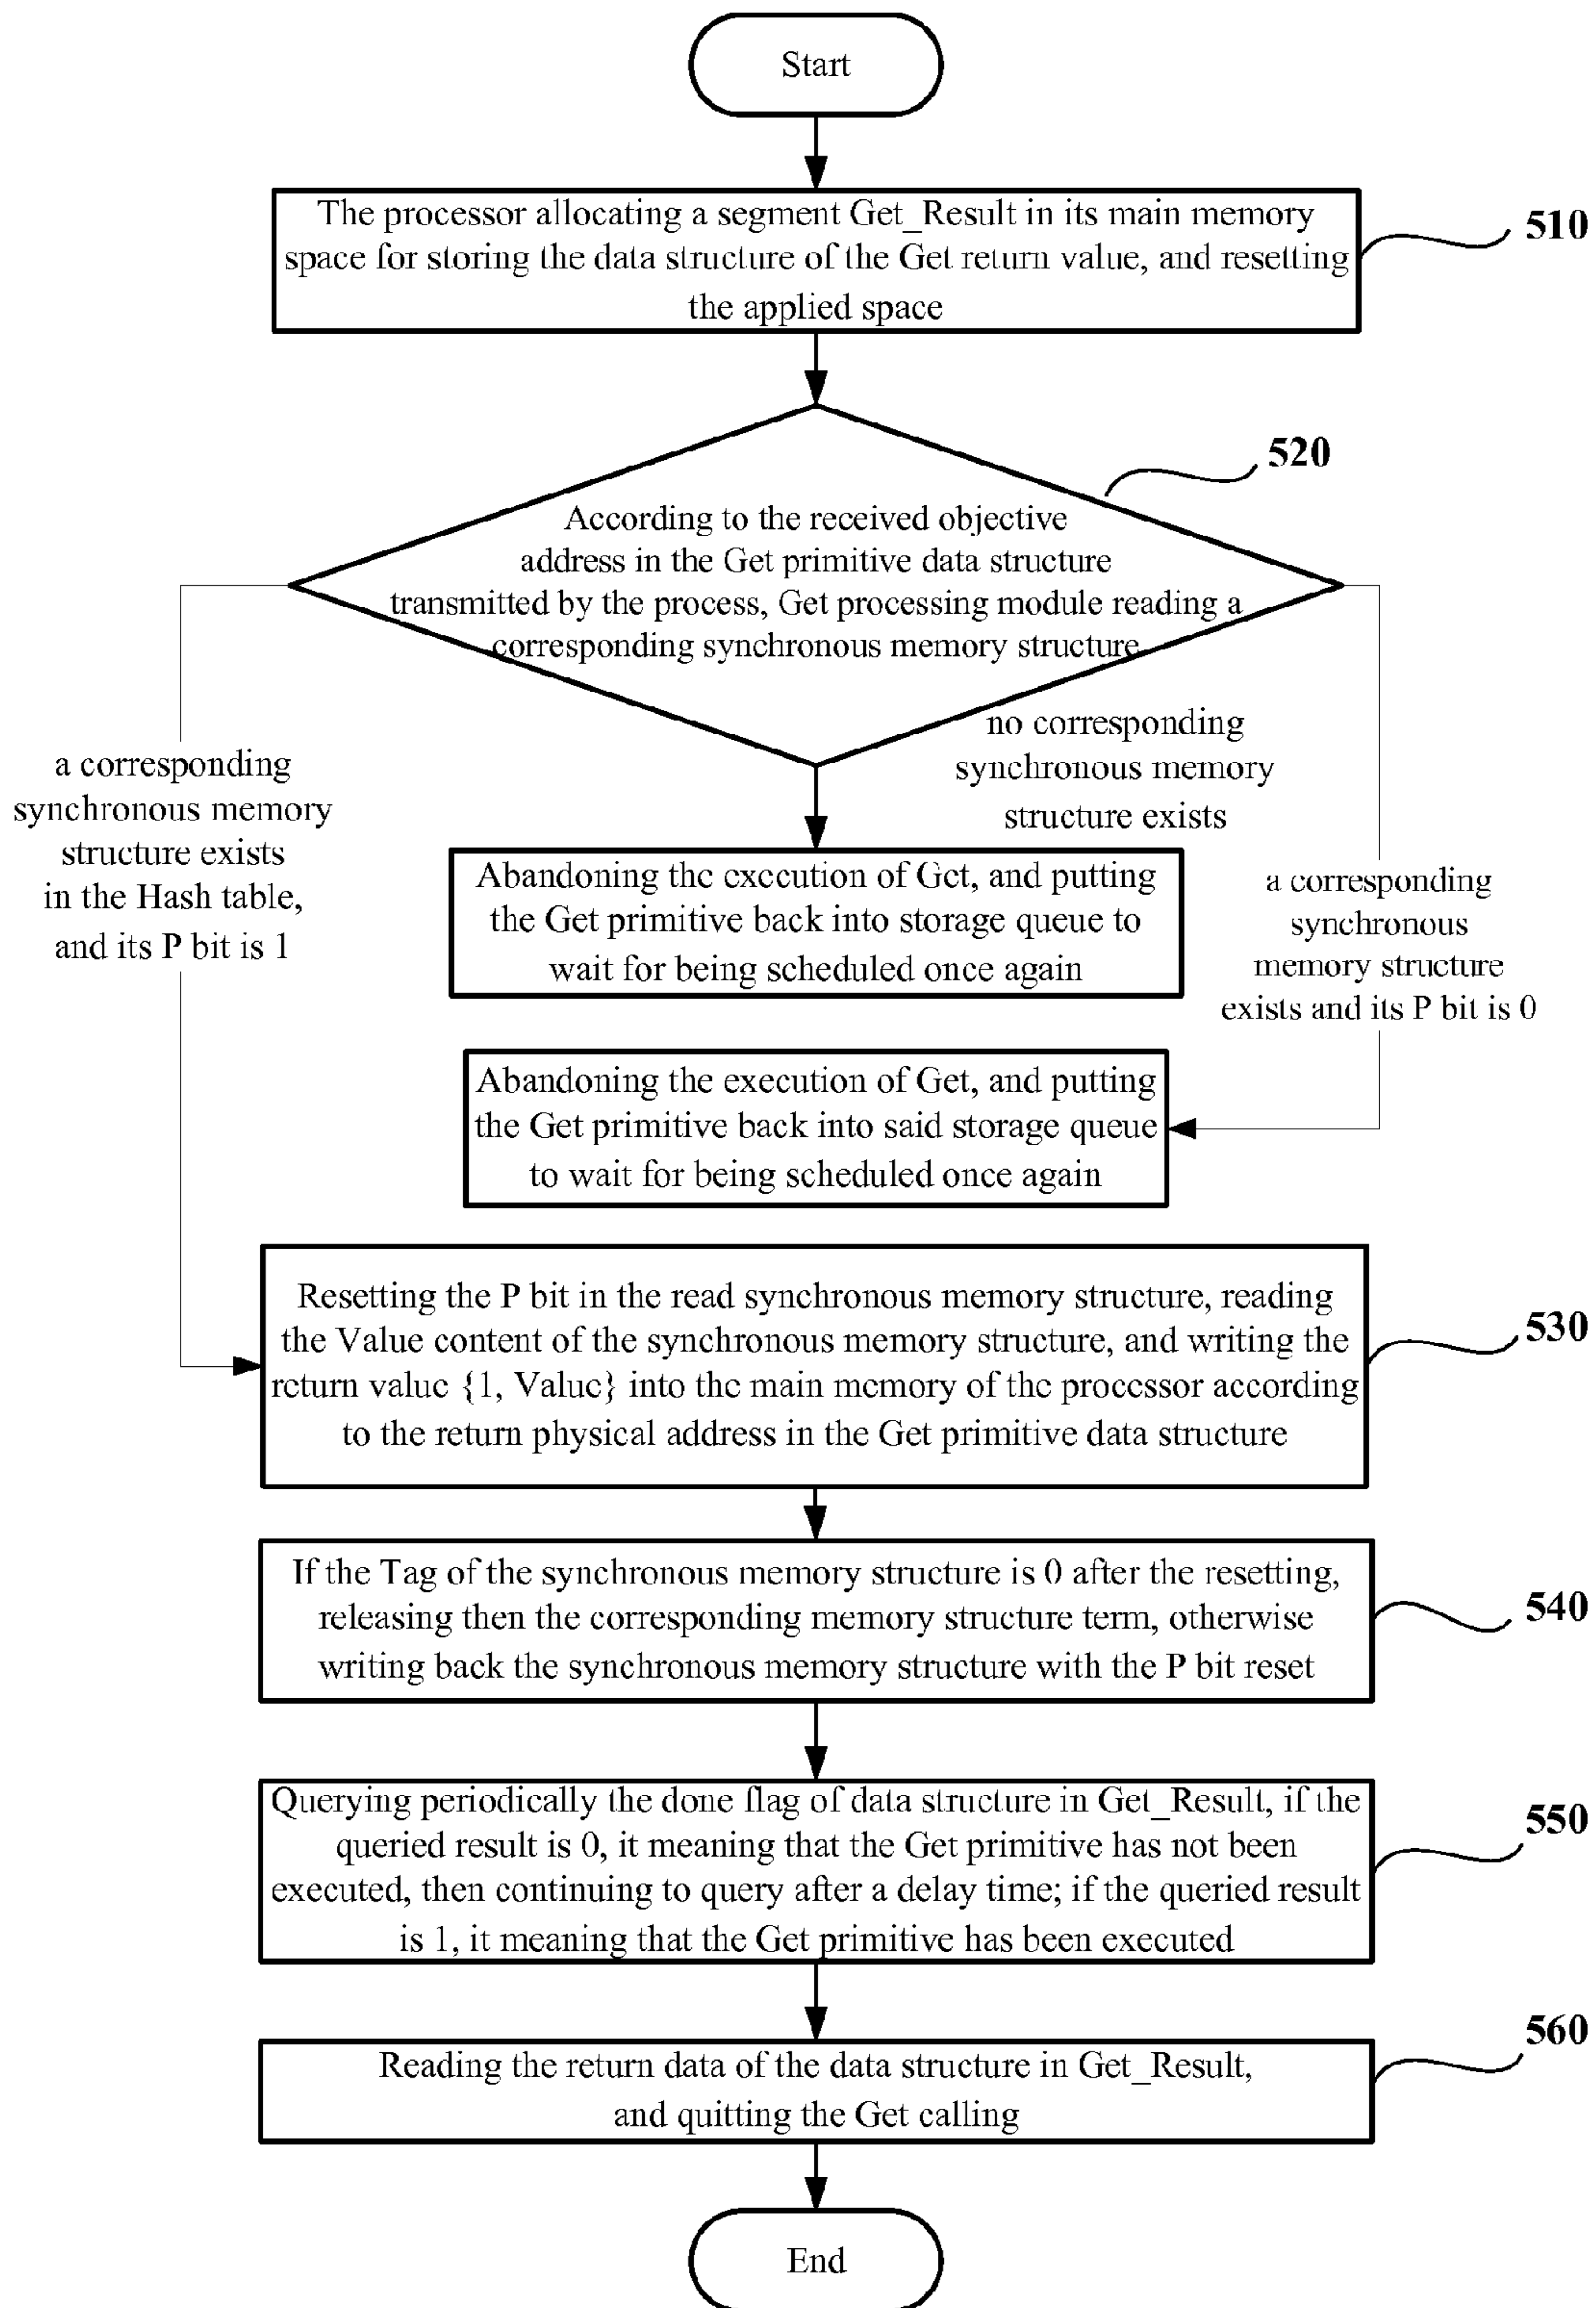 Start
The processor allocating a segment Get_Result in its main memory
space for storing the data structure of the Get return value, and resetting
the applied space
510
520
According to the received objective
address in the Get primitive data structure
transmitted by the process, Get processing module reading a
corresponding synchronous memory structure
no corresponding
synchronous memory
structure exists
a corresponding
synchronous memory
structure exists
in the Hash table,
and its P bit is 1
Abandoning the execution of Get, and putting
the Get primitive back into storage queue to
wait for being scheduled once again
a corresponding
synchronous
memory structure
exists and its P bit is 0
Abandoning the execution of Get, and putting
the Get primitive back into said storage queue
to wait for being scheduled once again
Resetting the P bit in the read synchronous memory structure, reading
the Value content of the synchronous memory structure, and writing the
return value {1, Value} into the main memory of the processor according
to the return physical address in the Get primitive data structure
530
If the Tag of the synchronous memory structure is 0 after the resetting,
releasing then the corresponding memory structure term, otherwise
writing back the synchronous memory structure with the P bit reset
540
Querying periodically the done flag of data structure in Get_Result, if the
queried result is 0, it meaning that the Get primitive has not been
executed, then continuing to query after a delay time; if the queried result
is 1, it meaning that the Get primitive has been executed
550
560
Reading the return data of the data structure in Get_Result,
and quitting the Get calling
End